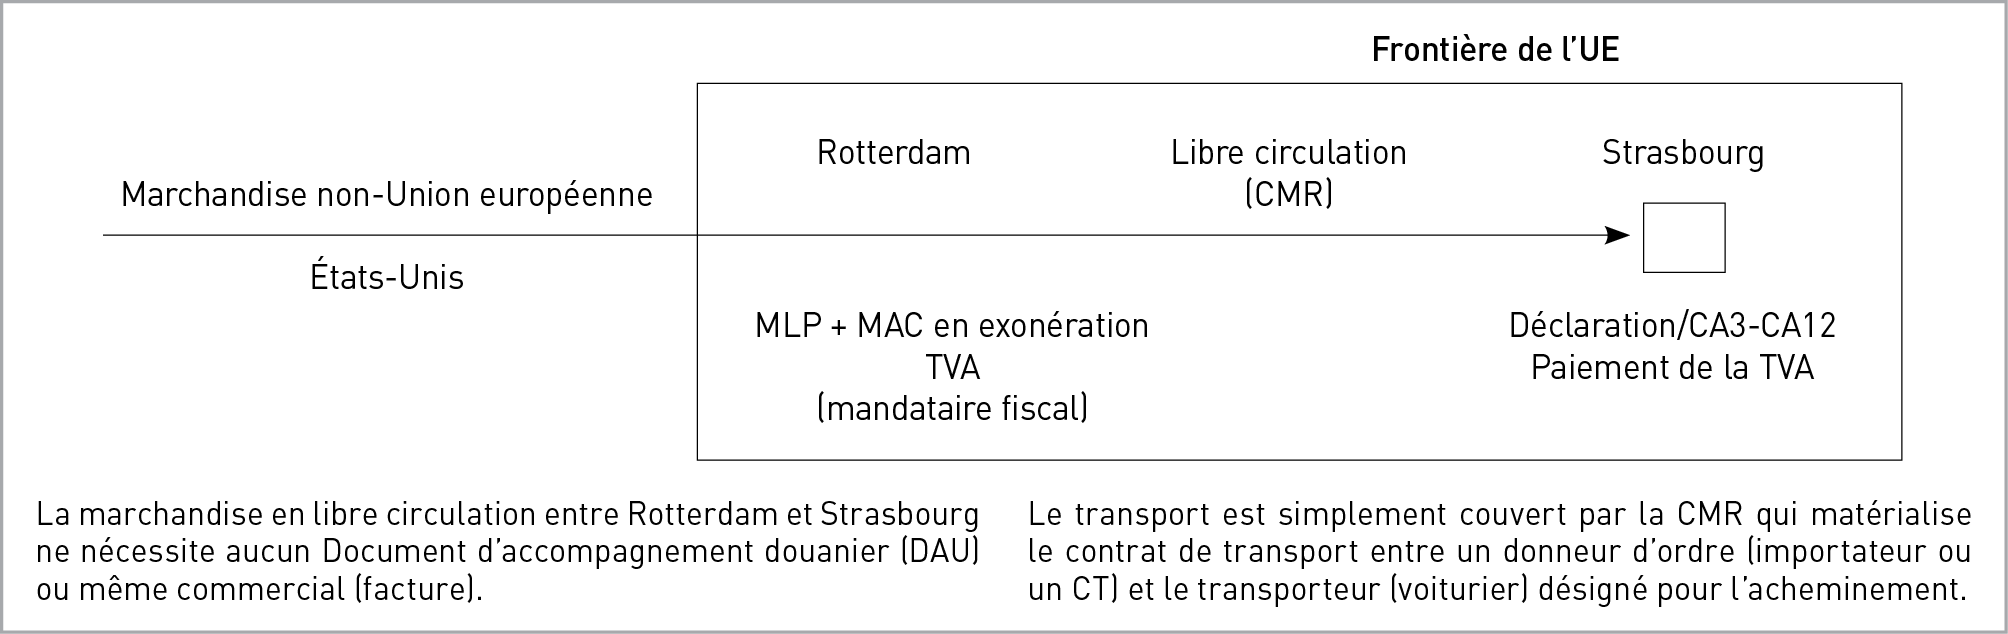 Frontière de l’UE
Rotterdam
Libre circulation
(CMR)
Strasbourg
Marchandise non-Union européenne
États-Unis
MLP + MAC en exonération
TVA
(mandataire fiscal)
Déclaration/CA3-CA12
Paiement de la TVA
La marchandise en libre circulation entre Rotterdam et Strasbourg
ne nécessite aucun Document d’accompagnement douanier (DAU)
ou même commercial (facture).
Le transport est simplement couvert par la CMR qui matérialise
le contrat de transport entre un donneur d’ordre (importateur ou
un CT) et le transporteur (voiturier) désigné pour l’acheminement.